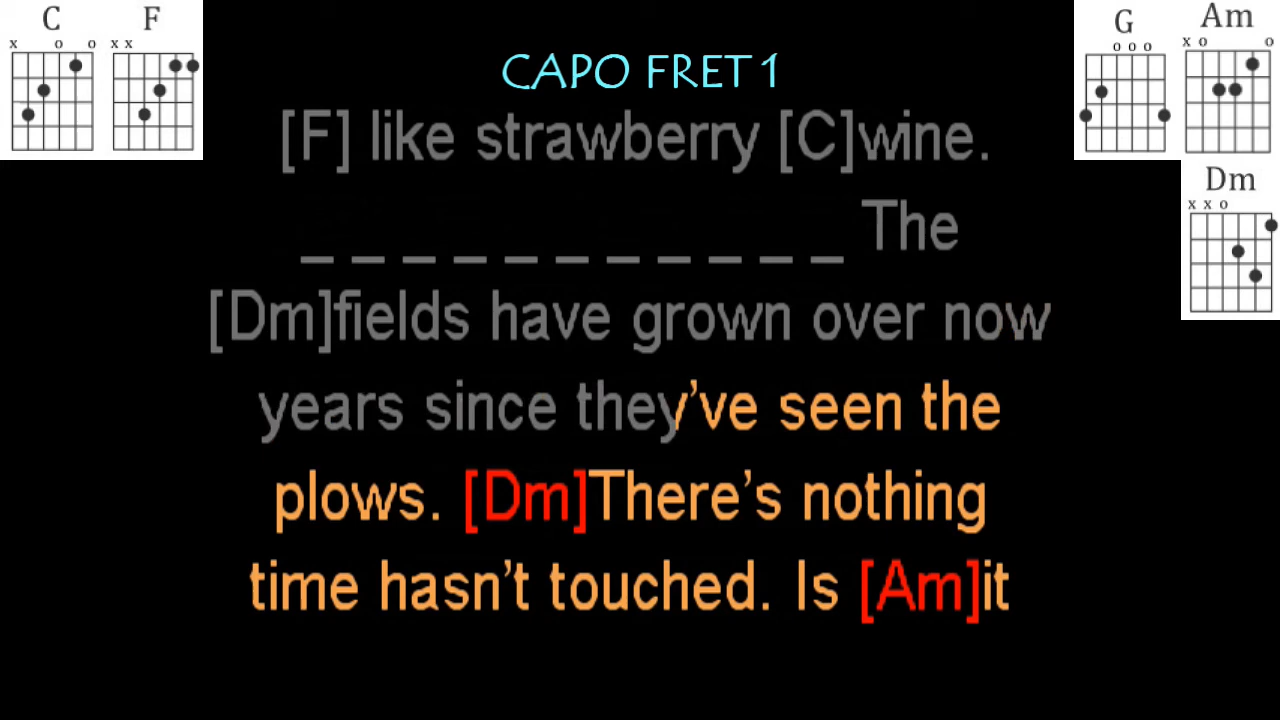 C F
x o o x x
CAPO FRET 1
G Am
o o o x o o
Dm
x x o
[F] like strawberry [C]wine.
_ _ _ _ _ _ _ _ _ _ _ The
[Dm]fields have grown over now
years since they've seen the
plows. [Dm]There's nothing
time hasn't touched. Is [Am]it